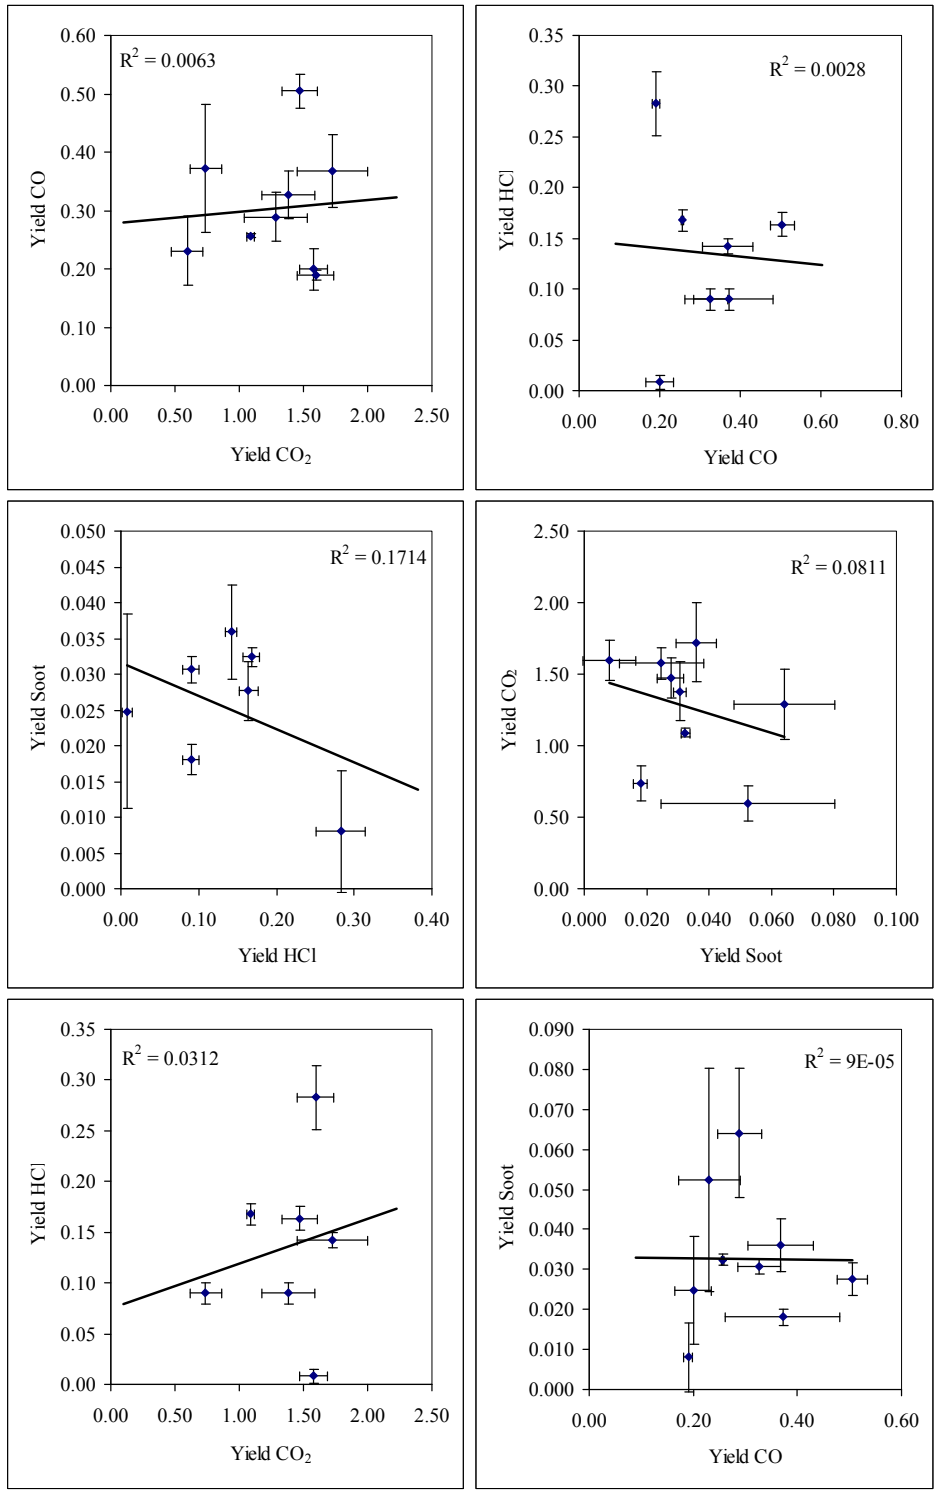 R² = 0.0063
0.60
0.50
0.40
0.30
0.20
0.10
0.00
Yield CO
0.00 0.50 1.00 1.50 2.00 2.50
Yield CO₂
R² = 0.0028
0.35
0.30
0.25
0.20
0.15
0.10
0.05
0.00
Yield HCl
0.00 0.20 0.40 0.60 0.80
Yield CO
R² = 0.1714
0.050
0.045
0.040
0.035
0.030
0.025
0.020
0.015
0.010
0.005
0.000
Yield Soot
0.00 0.10 0.20 0.30 0.40
Yield HCl
R² = 0.0811
2.50
2.00
1.50
1.00
0.50
0.00
Yield CO₂
0.000 0.020 0.040 0.060 0.080 0.100
Yield Soot
R² = 0.0312
0.35
0.30
0.25
0.20
0.15
0.10
0.05
0.00
Yield HCl
0.00 0.50 1.00 1.50 2.00 2.50
Yield CO₂
R² = 9E-05
0.090
0.080
0.070
0.060
0.050
0.040
0.030
0.020
0.010
0.000
Yield Soot
0.00 0.20 0.40 0.60
Yield CO